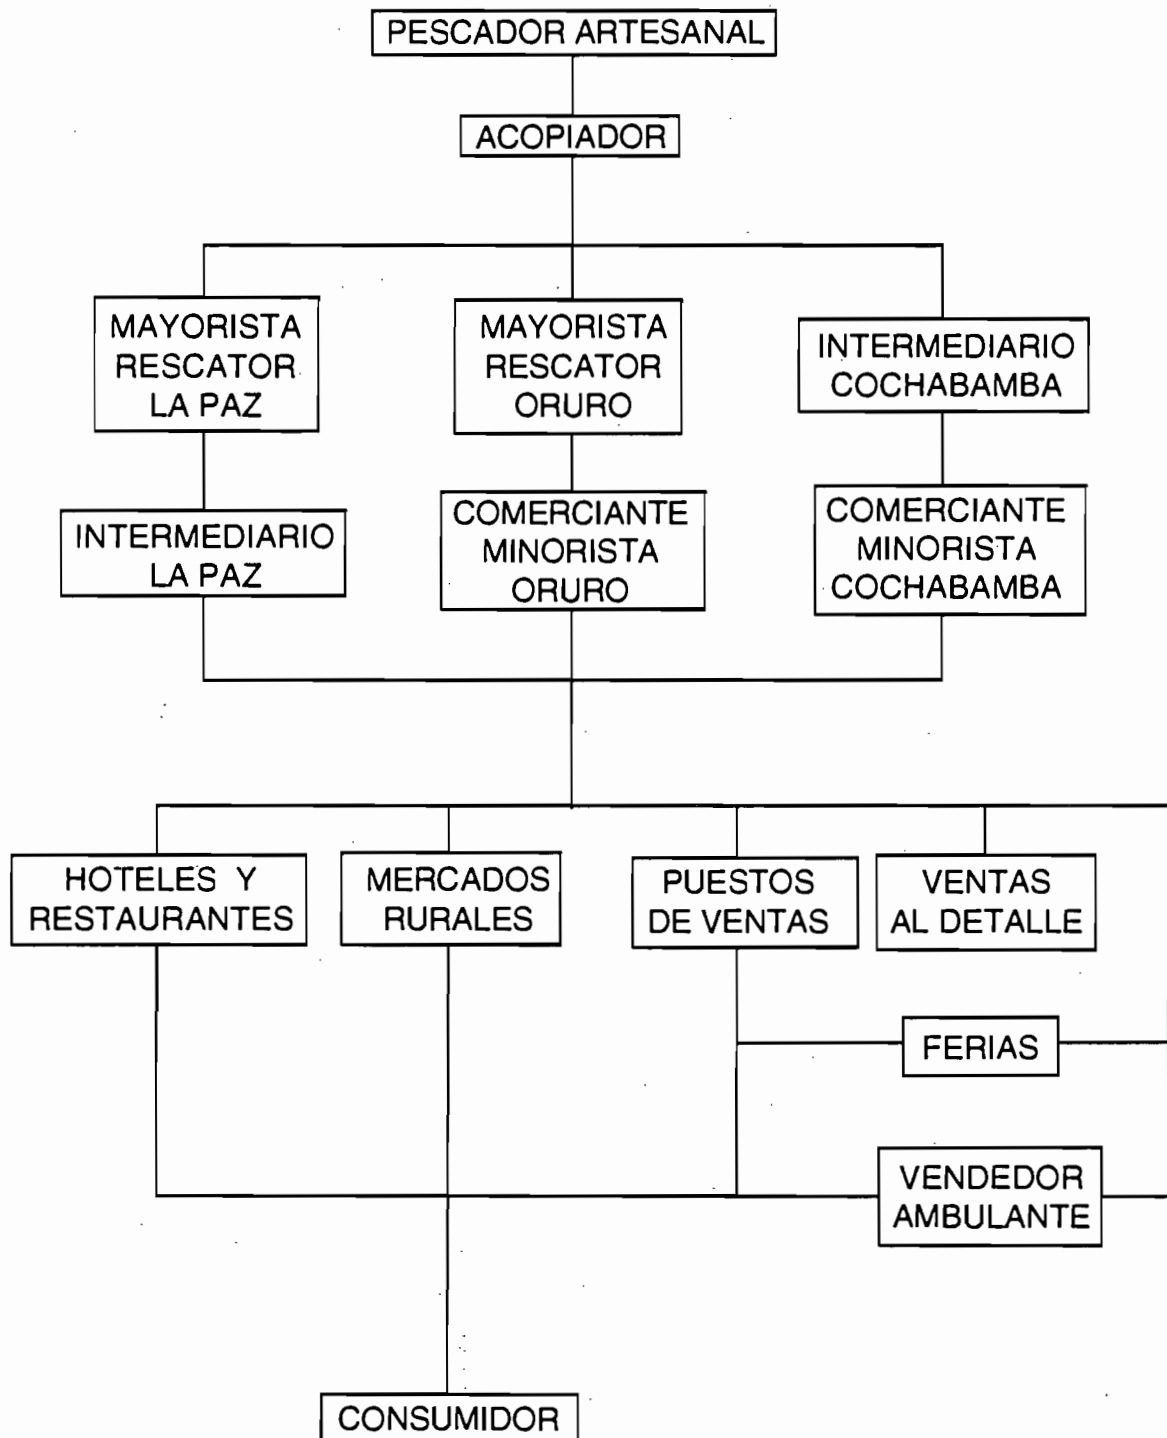 PESCADOR ARTESANAL
ACOPIADOR
MAYORISTA
RESCATOR
LA PAZ
MAYORISTA
RESCATOR
ORURO
INTERMEDIARIO
COCHABAMBA
INTERMEDIARIO
LA PAZ
COMERCIANTE
MINORISTA
ORURO
COMERCIANTE
MINORISTA
COCHABAMBA
HOTELES Y
RESTAURANTES
MERCADOS
RURALES
PUESTOS
DE VENTAS
VENTAS
AL DETALLE
FERIAS
VENDEDOR
AMBULANTE
CONSUMIDOR